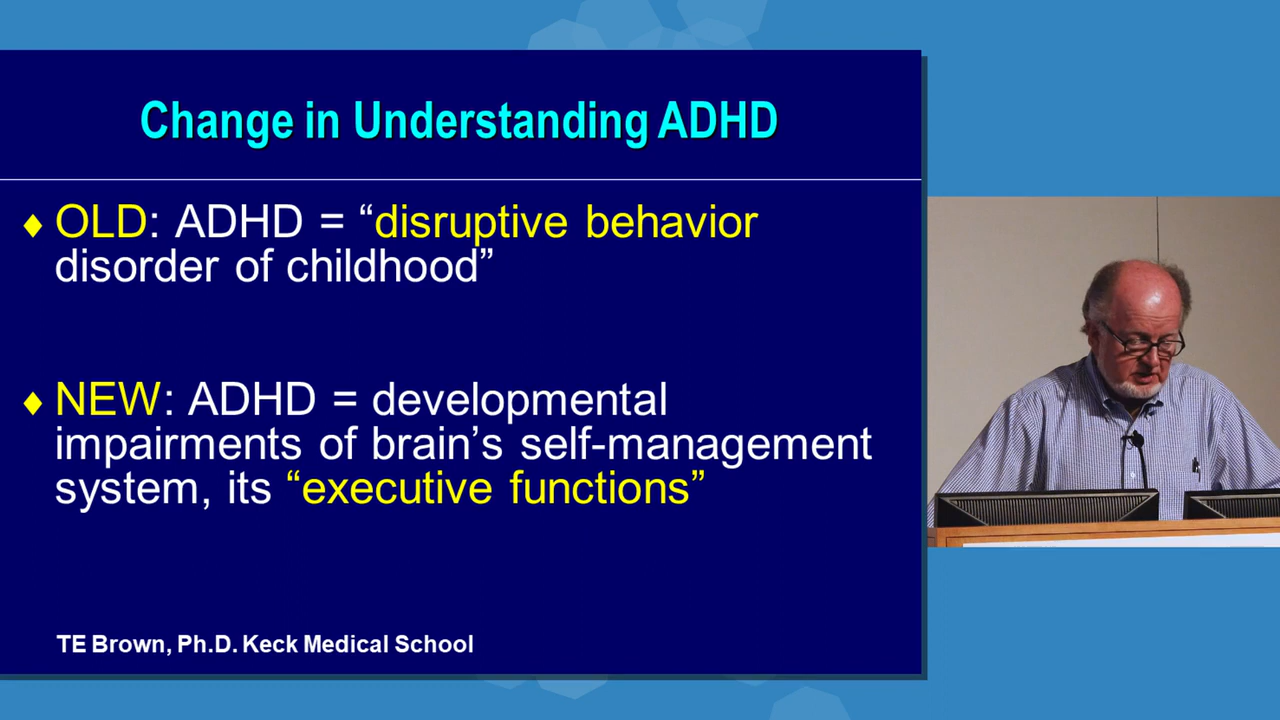 Change in Understanding ADHD
♦ OLD: ADHD = “disruptive behavior
disorder of childhood”
♦ NEW: ADHD = developmental
impairments of brain’s self-management
system, its “executive functions”
TE Brown, Ph.D. Keck Medical School